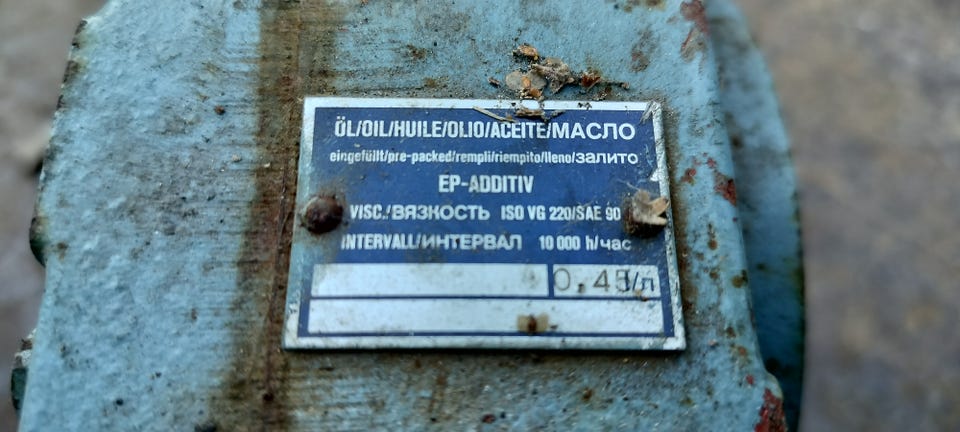 ÖL/OIL/HUILE/OLIO/ACEITE/МАСЛО
eingefüllt/pre-packed/rempli/riempito/lleno/ЗАЛИТО
EP-ADDITIV
VISC./ВЯЗКОСТЬ ISO VG 220/SAE 90
INTERVALL/ИНТЕРВАЛ 10 000 h/час
0.45 l/л